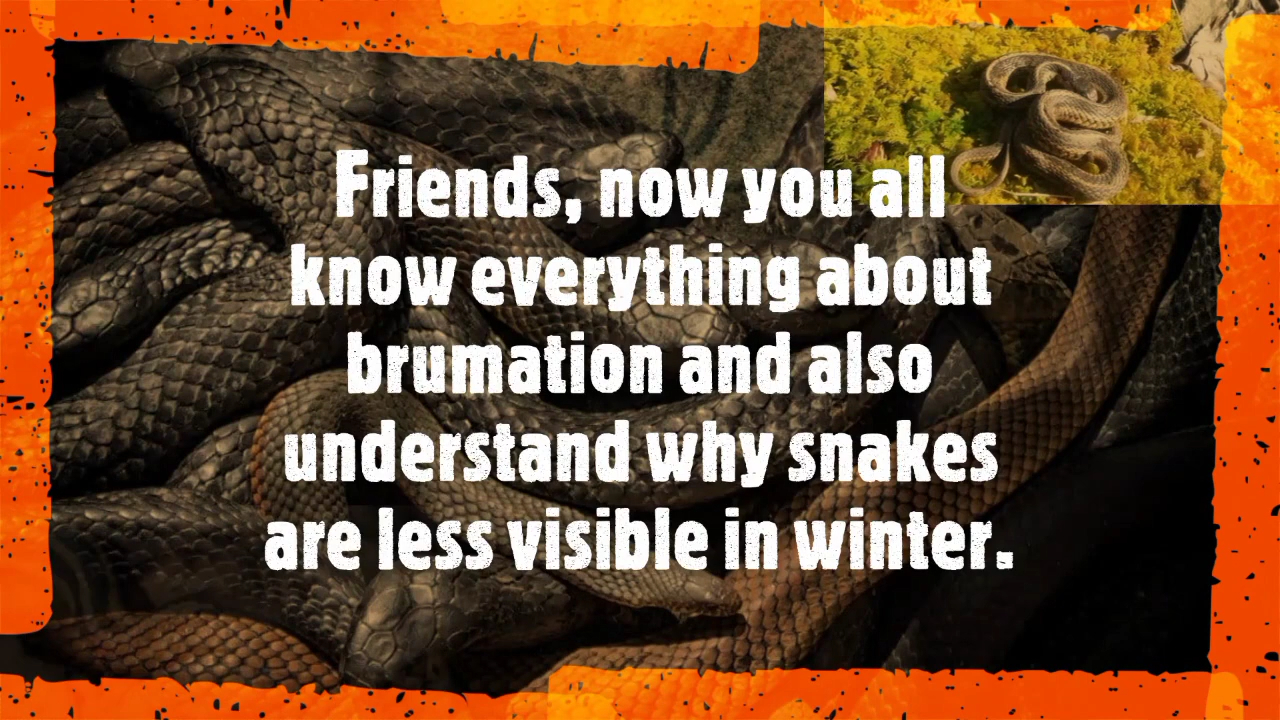 Friends, now you all
know everything about
brumation and also
understand why snakes
are less visible in winter.